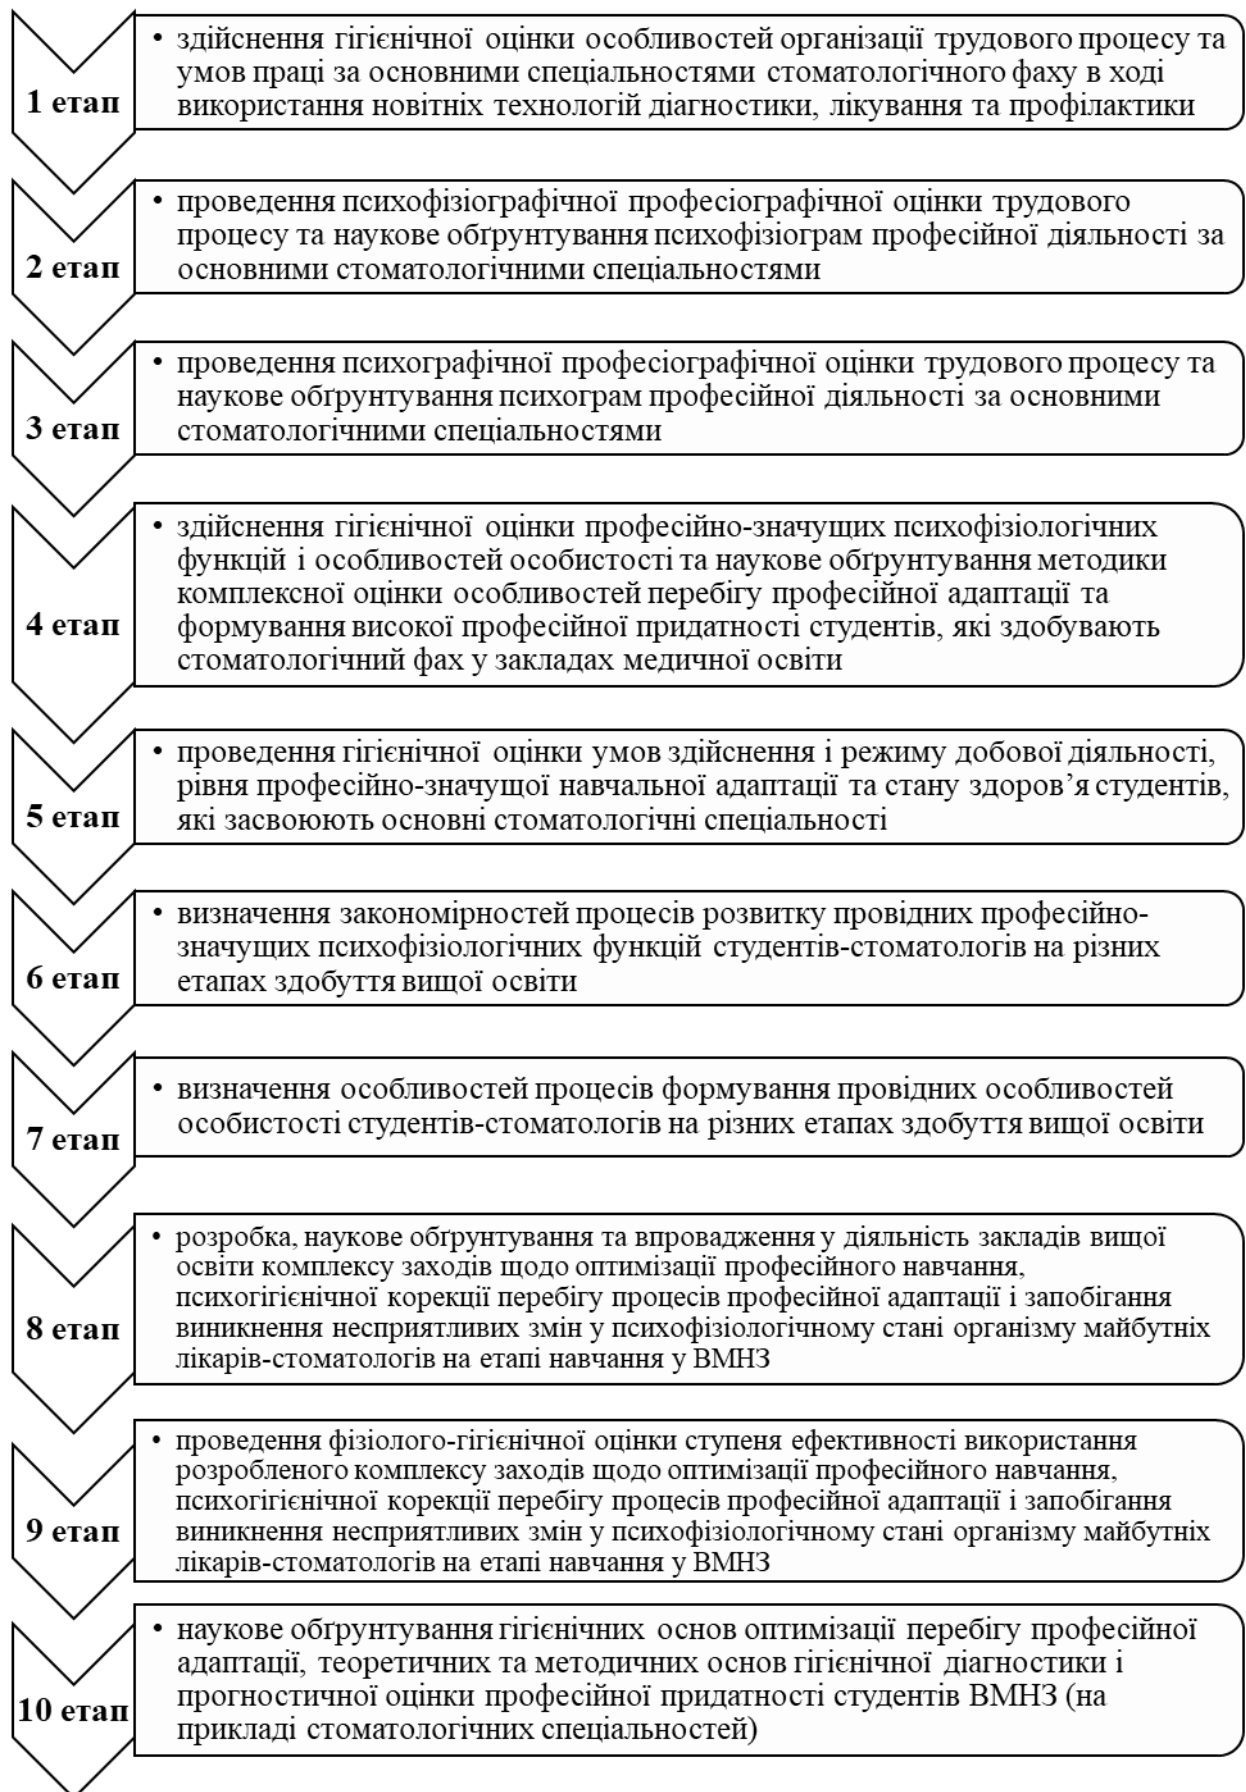 1 етап
• здійснення гігієнічної оцінки особливостей організації трудового процесу та
умов праці за основними спеціальностями стоматологічного фаху в ході
використання новітніх технологій діагностики, лікування та профілактики
2 етап
• проведення психофізіографічної професіографічної оцінки трудового
процесу та наукове обґрунтування психофізіограм професійної діяльності за
основними стоматологічними спеціальностями
3 етап
• проведення психографічної професіографічної оцінки трудового процесу та
наукове обґрунтування психограм професійної діяльності за основними
стоматологічними спеціальностями
4 етап
• здійснення гігієнічної оцінки професійно-значущих психофізіологічних
функцій і особливостей особистості та наукове обґрунтування методики
комплексної оцінки особливостей перебігу професійної адаптації та
формування високої професійної придатності студентів, які здобувають
стоматологічний фах у закладах медичної освіти
5 етап
• проведення гігієнічної оцінки умов здійснення і режиму добової діяльності,
рівня професійно-значущої навчальної адаптації та стану здоров’я студентів,
які засвоюють основні стоматологічні спеціальності
6 етап
• визначення закономірностей процесів розвитку провідних професійно-
значущих психофізіологічних функцій студентів-стоматологів на різних
етапах здобуття вищої освіти
7 етап
• визначення особливостей процесів формування провідних особливостей
особистості студентів-стоматологів на різних етапах здобуття вищої освіти
8 етап
• розробка, наукове обґрунтування та впровадження у діяльність закладів вищої
освіти комплексу заходів щодо оптимізації професійного навчання,
психогігієнічної корекції перебігу процесів професійної адаптації і запобігання
виникнення несприятливих змін у психофізіологічному стані організму майбутніх
лікарів-стоматологів на етапі навчання у ВМНЗ
9 етап
• проведення фізіолого-гігієнічної оцінки ступеня ефективності використання
розробленого комплексу заходів щодо оптимізації професійного навчання,
психогігієнічної корекції перебігу процесів професійної адаптації і запобігання
виникнення несприятливих змін у психофізіологічному стані організму майбутніх
лікарів-стоматологів на етапі навчання у ВМНЗ
10 етап
• наукове обґрунтування гігієнічних основ оптимізації перебігу професійної
адаптації, теоретичних та методичних основ гігієнічної діагностики і
прогностичної оцінки професійної придатності студентів ВМНЗ (на
прикладі стоматологічних спеціальностей)